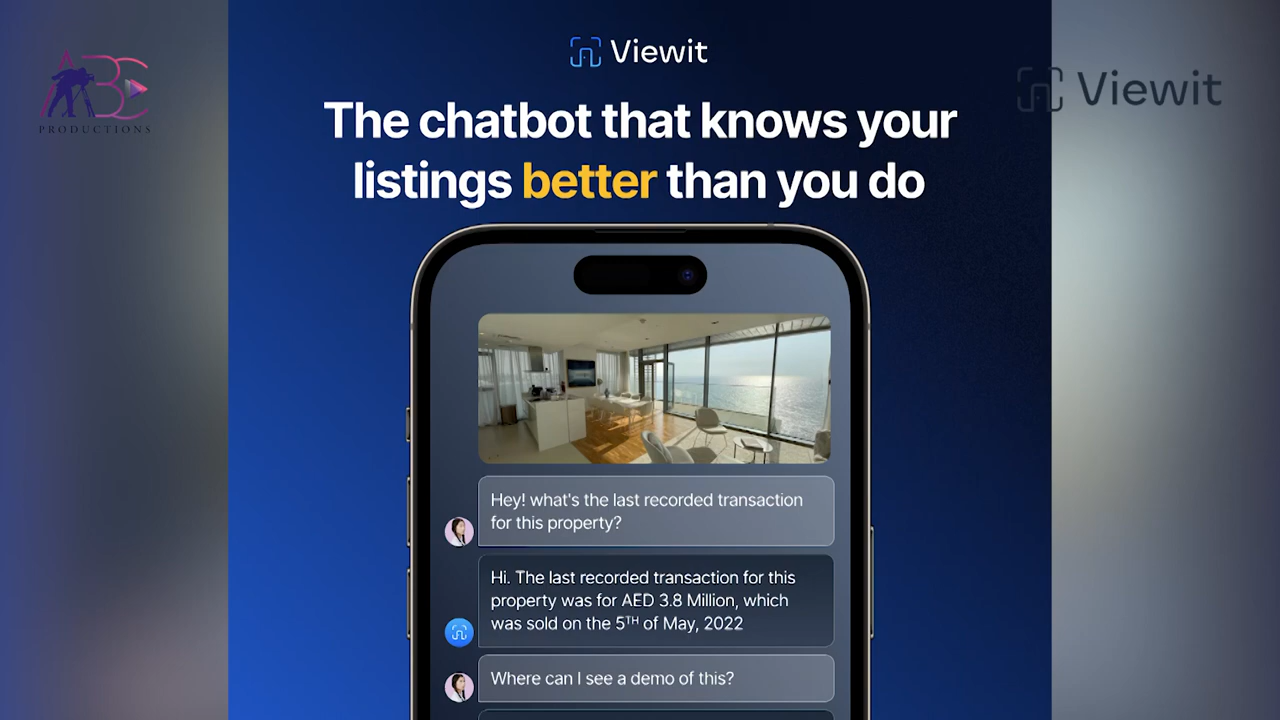 ABC
PRODUCTIONS
Viewit
Viewit
The chatbot that knows your
listings better than you do
Hey! what's the last recorded transaction
for this property?
Hi. The last recorded transaction for this
property was for AED 3.8 Million, which
was sold on the 5TH of May, 2022
Where can I see a demo of this?